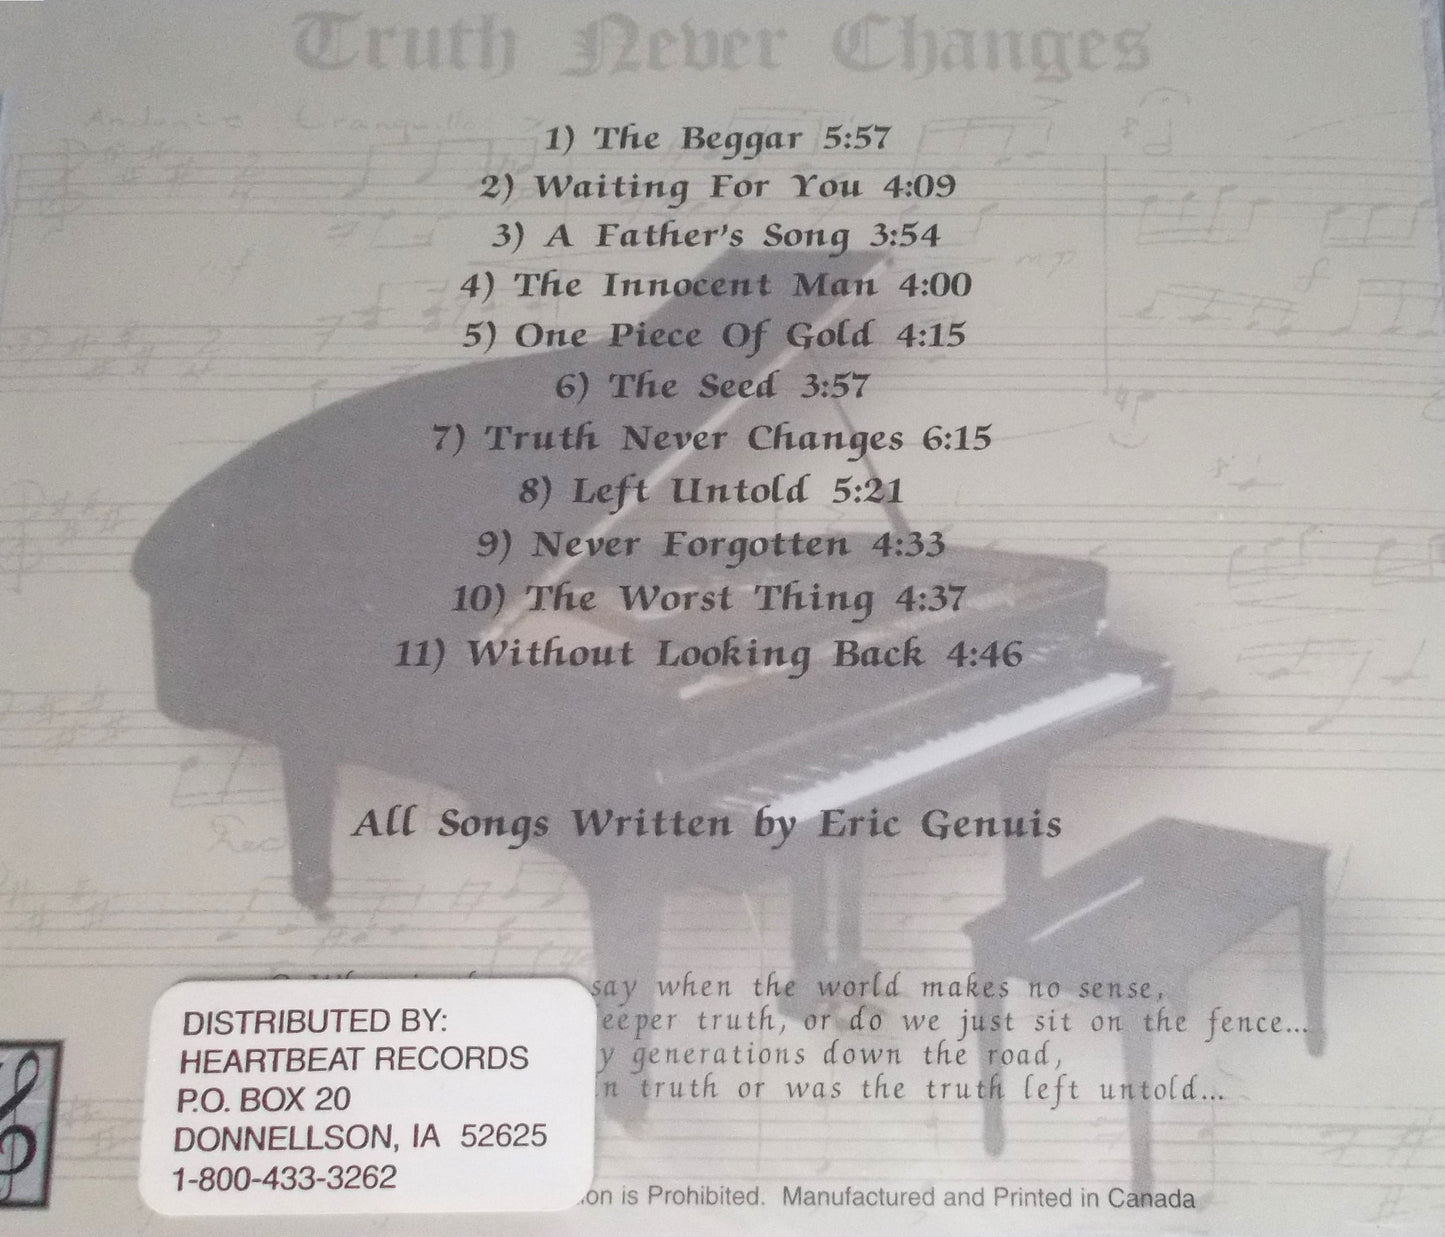 Truth Never Changes
Andante tranquillo
1) The Beggar 5:57
2) Waiting For You 4:09
3) A Father's Song 3:54
4) The Innocent Man 4:00
5) One Piece Of Gold 4:15
6) The Seed 3:57
7) Truth Never Changes 6:15
8) Left Untold 5:21
9) Never Forgotten 4:33
10) The Worst Thing 4:37
11) Without Looking Back 4:46
mp
All Songs Written by Eric Genuis
say when the world makes no sense,
eeper truth, or do we just sit on the fence...
y generations down the road,
n truth or was the truth left untold...
DISTRIBUTED BY:
HEARTBEAT RECORDS
P.O. BOX 20
DONNELLSON, IA 52625
1-800-433-3262
on is Prohibited. Manufactured and Printed in Canada